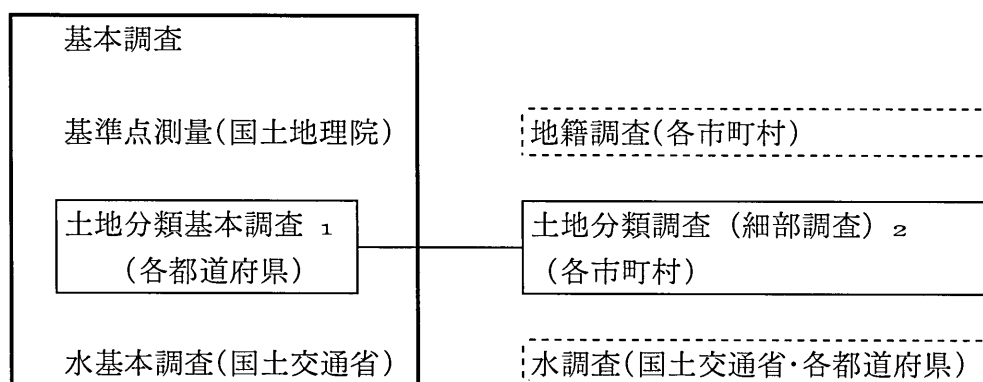 基本調査
基準点測量(国土地理院)
地籍調査(各市町村)
土地分類基本調査 1
(各都道府県)
土地分類調査 (細部調査) 2
(各市町村)
水基本調査(国土交通省)
水調査(国土交通省・各都道府県)